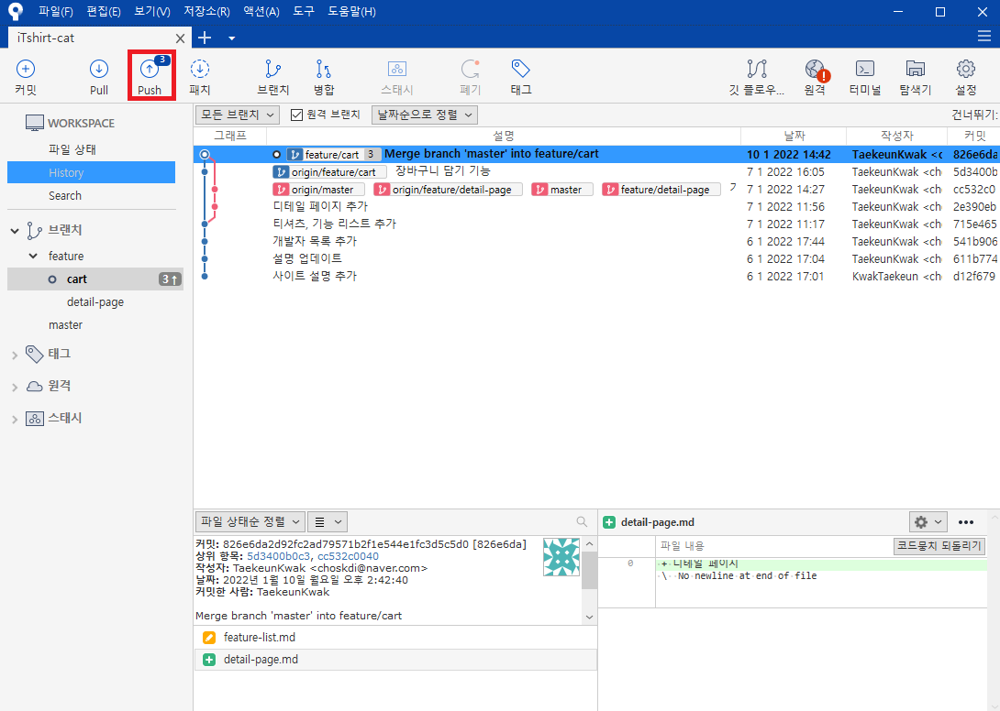 파일(F) 편집(E) 보기(V) 저장소(R) 액션(A) 도구 도움말(H)
iTshirt-cat
3
커밋 Pull Push 패치 브랜치 병합 스태시 폐기 태그 깃 플로우... 원격 터미널 탐색기 설정
WORKSPACE
파일 상태
History
Search
브랜치
feature
cart 3↑
detail-page
master
태그
원격
스태시
모든 브랜치 원격 브랜치 날짜순으로 정렬 건너뛰기:
그래프 설명 날짜 작성자 커밋
feature/cart 3 Merge branch 'master' into feature/cart 10 1 2022 14:42 TaekeunKwak <c 826e6da
origin/feature/cart 장바구니 담기 기능 7 1 2022 16:05 TaekeunKwak <ch 5d3400b
origin/master origin/feature/detail-page master feature/detail-page 7 1 2022 14:27 TaekeunKwak <ch cc532c0
디테일 페이지 추가 7 1 2022 11:56 TaekeunKwak <ch 2e390eb
티셔츠, 기능 리스트 추가 7 1 2022 11:17 TaekeunKwak <ch 715e465
개발자 목록 추가 6 1 2022 17:44 TaekeunKwak <ch 541b906
설명 업데이트 6 1 2022 17:04 TaekeunKwak <ch 611b774
사이트 설명 추가 6 1 2022 17:01 KwakTaekeun <ch d12f679
파일 상태순 정렬
커밋: 826e6da2d92fc2ad79571b2f1e544e1fc3d5c5d0 [826e6da]
상위 항목: 5d3400b0c3, cc532c0040
작성자: TaekeunKwak <choskdi@naver.com>
날짜: 2022년 1월 10일 월요일 오후 2:42:40
커밋한 사람: TaekeunKwak
Merge branch 'master' into feature/cart
feature-list.md
detail-page.md
detail-page.md
파일 내용 코드뭉치 되돌리기
0 + 디테일 페이지
\ No newline at end of file